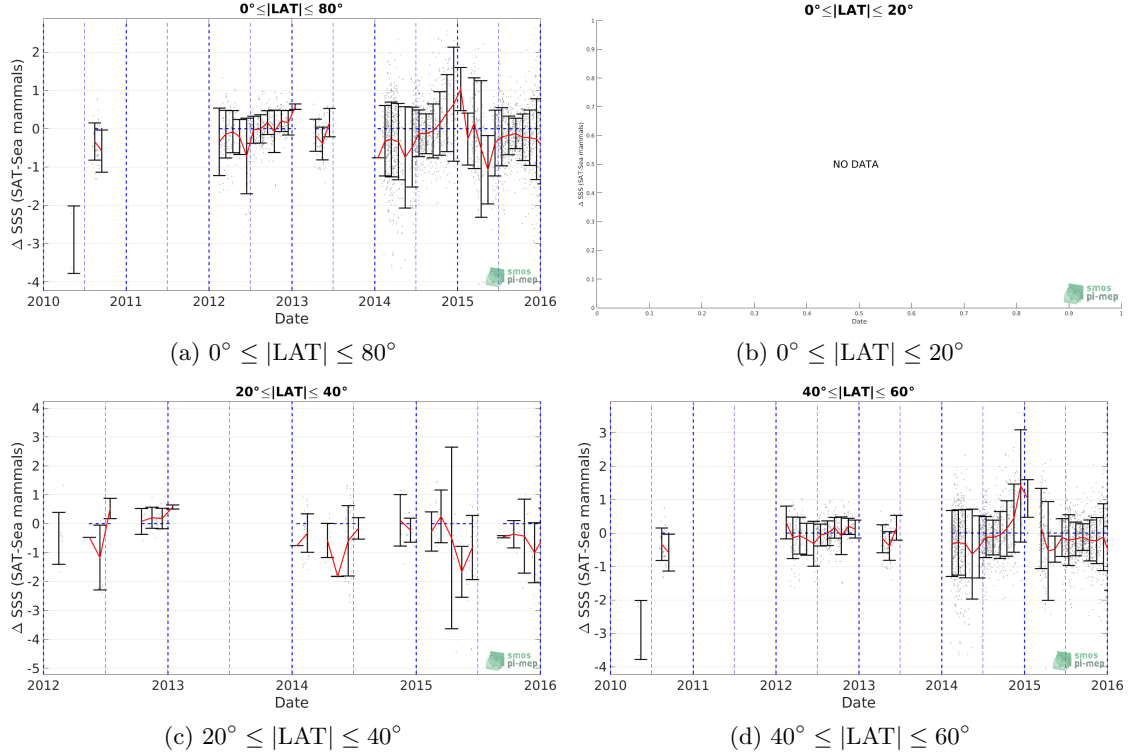 0°≤|LAT|≤ 80°
Δ SSS (SAT-Sea mammals)
2
1
0
-1
-2
-3
-4
2010 2011 2012 2013 2014 2015 2016
Date
smos
pi-mep
(a) 0° ≤ |LAT| ≤ 80°
0°≤|LAT|≤ 20°
Δ SSS (SAT-Sea mammals)
1
0.9
0.8
0.7
0.6
0.5
0.4
0.3
0.2
0.1
0
NO DATA
0 0.1 0.2 0.3 0.4 0.5 0.6 0.7 0.8 0.9 1
Date
smos
pi-mep
(b) 0° ≤ |LAT| ≤ 20°
20°≤|LAT|≤ 40°
Δ SSS (SAT-Sea mammals)
4
3
2
1
0
-1
-2
-3
-4
-5
2012 2013 2014 2015 2016
Date
smos
pi-mep
(c) 20° ≤ |LAT| ≤ 40°
40°≤|LAT|≤ 60°
Δ SSS (SAT-Sea mammals)
3
2
1
0
-1
-2
-3
-4
2010 2011 2012 2013 2014 2015 2016
Date
smos
pi-mep
(d) 40° ≤ |LAT| ≤ 60°